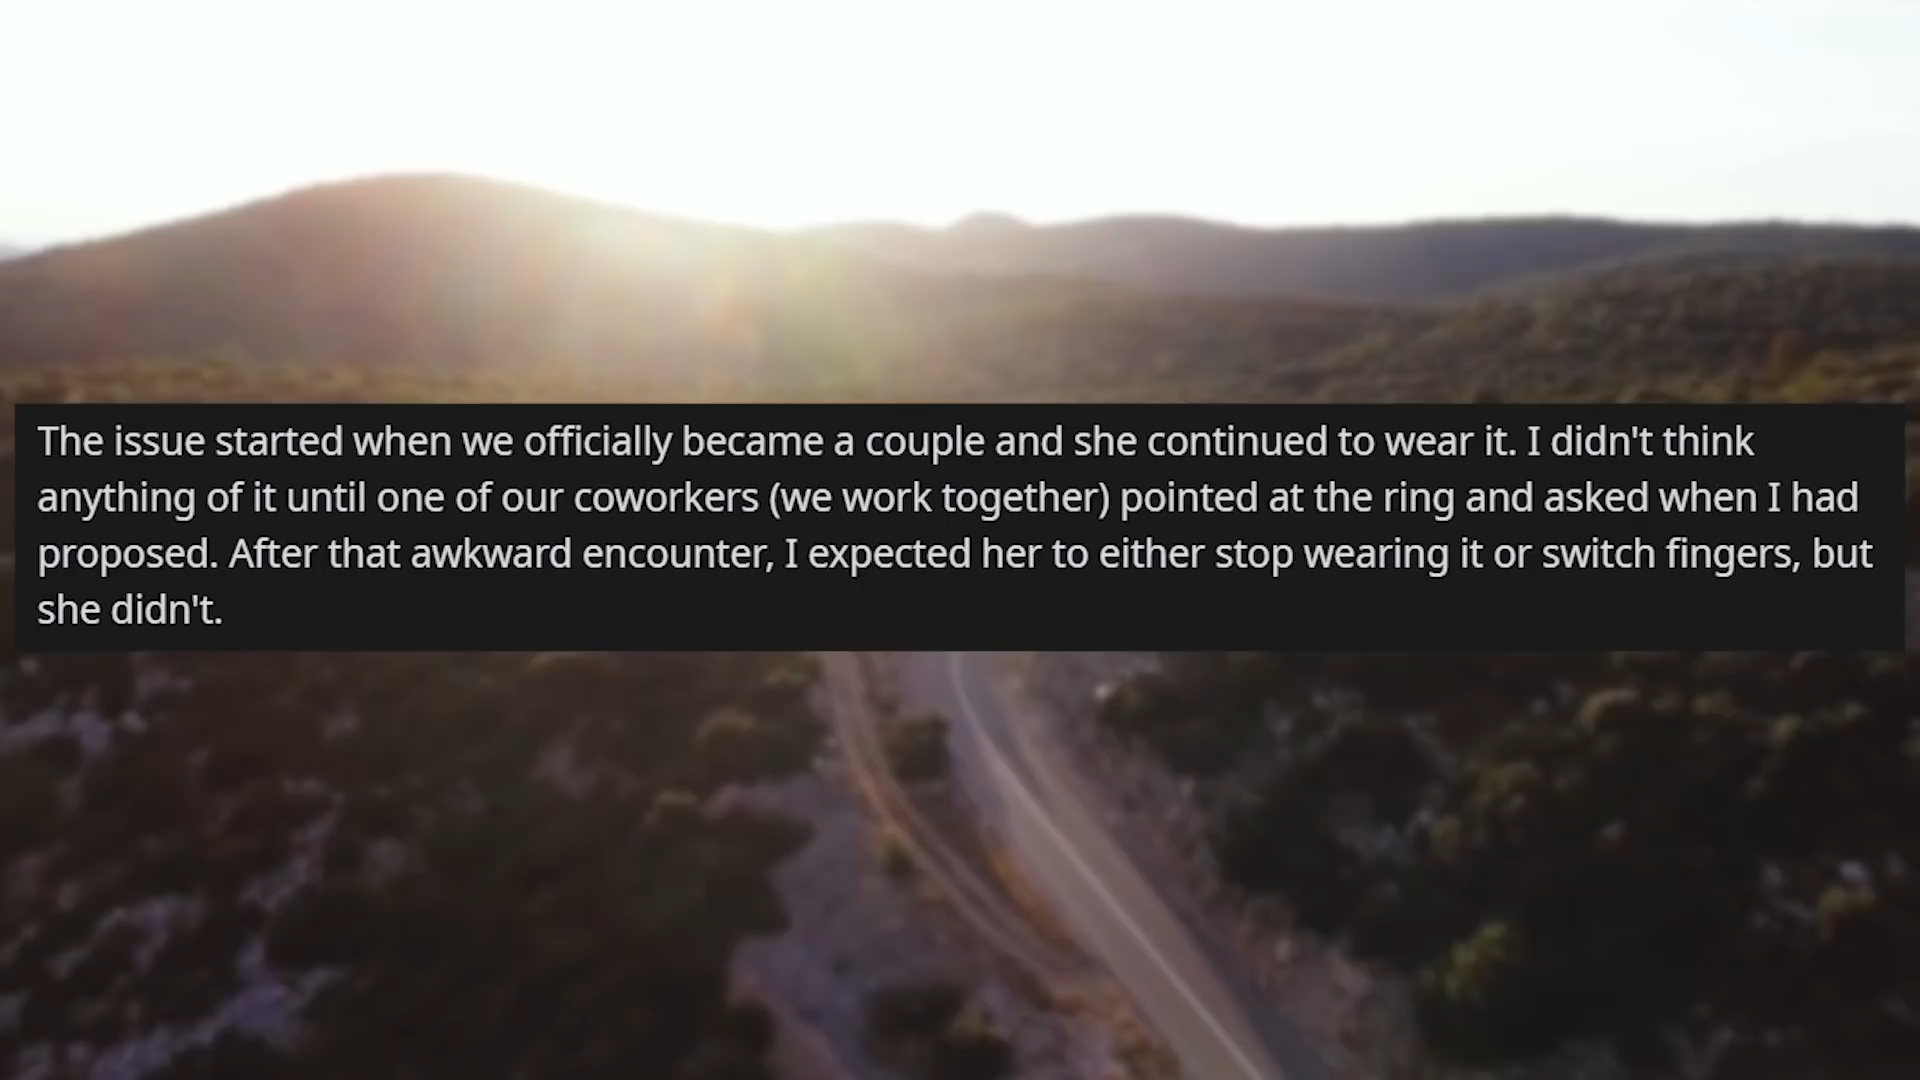 The issue started when we officially became a couple and she continued to wear it. I didn't think
anything of it until one of our coworkers (we work together) pointed at the ring and asked when I had
proposed. After that awkward encounter, I expected her to either stop wearing it or switch fingers, but
she didn't.